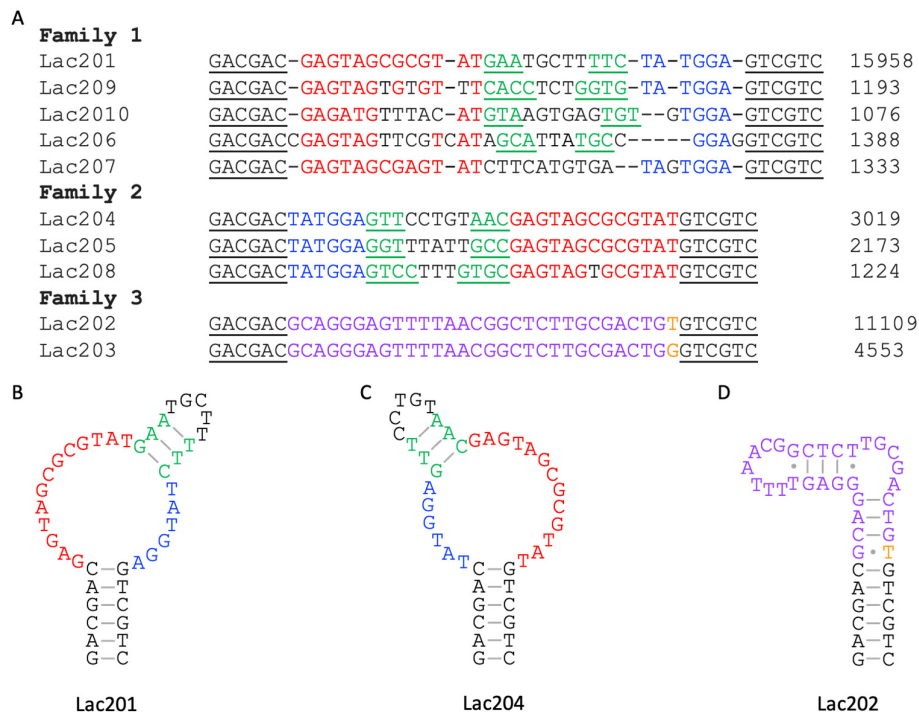 A
Family 1
Lac201 GACGAC-GAGTAGCGCGT-ATGAATGCTTTTC-TA-TGGA-GTCGTC 15958
Lac209 GACGAC-GAGTAGTGTGT-TTCACCTCTGGTG-TA-TGGA-GTCGTC 1193
Lac2010 GACGAC-GAGATGTTTAC-ATGTAAGTGAGTGT--GTGGA-GTCGTC 1076
Lac206 GACGACCGAGTAGTTCGTCATAGCATTATGCC-----GGAGGTCGTC 1388
Lac207 GACGAC-GAGTAGCGAGT-ATCTTCATGTGA--TAGTGGA-GTCGTC 1333
Family 2
Lac204 GACGACTATGGAGTTCCTGTAACGAGTAGCGCGTATGTCGTC 3019
Lac205 GACGACTATGGAGGTTTATTGCCGAGTAGCGCGTATGTCGTC 2173
Lac208 GACGACTATGGAGTCCTTTGTGCGAGTAGTGCGTATGTCGTC 1224
Family 3
Lac202 GACGACGCAGGGAGTTTTAACGGCTCTTGCGACTGTGTCGTC 11109
Lac203 GACGACGCAGGGAGTTTTAACGGCTCTTGCGACTGGGTCGTC 4553
B
GACGACGAGTAGCGCGTATGAATGCTTTTCTATGGAGTCGTC
Lac201
C
GACGACTATGGAGTTCCTGTAACGAGTAGCGCGTATGTCGTC
Lac204
D
GACGACGCAGGGAGTTTTAACGGCTCTTGCGACTGTGTCGTC
Lac202